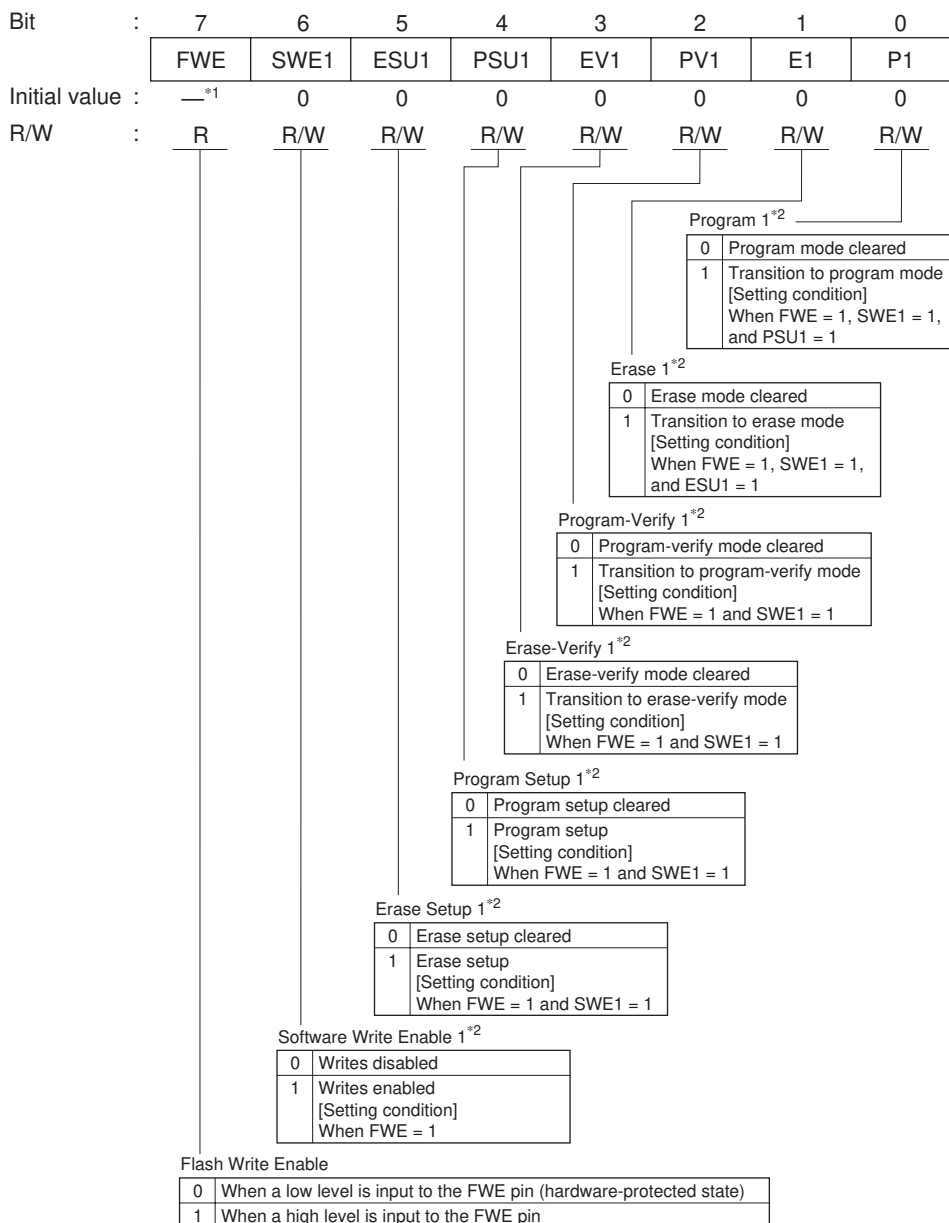 Bit : 7 6 5 4 3 2 1 0
FWE SWE1 ESU1 PSU1 EV1 PV1 E1 P1
Initial value : —*1 0 0 0 0 0 0 0
R/W : R R/W R/W R/W R/W R/W R/W R/W
Program 1*2
0 Program mode cleared
1 Transition to program mode
[Setting condition]
When FWE = 1, SWE1 = 1,
and PSU1 = 1
Erase 1*2
0 Erase mode cleared
1 Transition to erase mode
[Setting condition]
When FWE = 1, SWE1 = 1,
and ESU1 = 1
Program-Verify 1*2
0 Program-verify mode cleared
1 Transition to program-verify mode
[Setting condition]
When FWE = 1 and SWE1 = 1
Erase-Verify 1*2
0 Erase-verify mode cleared
1 Transition to erase-verify mode
[Setting condition]
When FWE = 1 and SWE1 = 1
Program Setup 1*2
0 Program setup cleared
1 Program setup
[Setting condition]
When FWE = 1 and SWE1 = 1
Erase Setup 1*2
0 Erase setup cleared
1 Erase setup
[Setting condition]
When FWE = 1 and SWE1 = 1
Software Write Enable 1*2
0 Writes disabled
1 Writes enabled
[Setting condition]
When FWE = 1
Flash Write Enable
0 When a low level is input to the FWE pin (hardware-protected state)
1 When a high level is input to the FWE pin